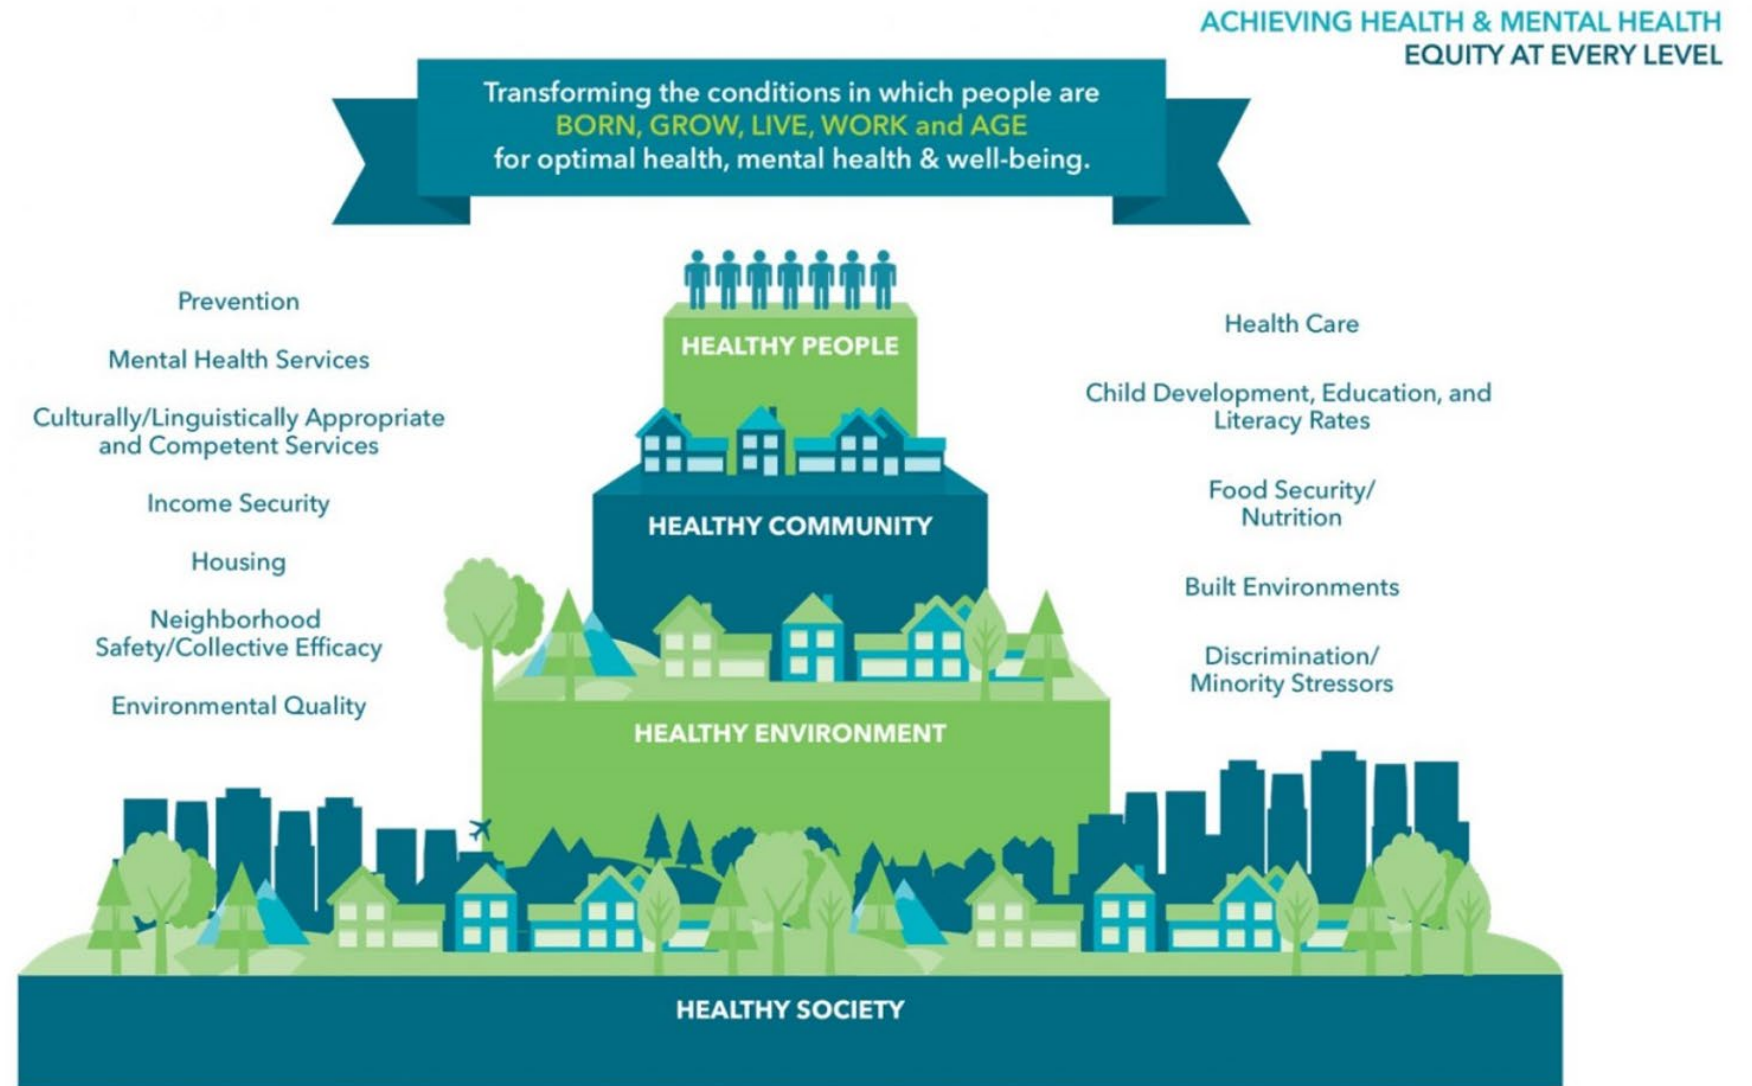 ACHIEVING HEALTH & MENTAL HEALTH
EQUITY AT EVERY LEVEL
Transforming the conditions in which people are
BORN, GROW, LIVE, WORK and AGE
for optimal health, mental health & well-being.
Prevention
Mental Health Services
Culturally/Linguistically Appropriate
and Competent Services
Income Security
Housing
Neighborhood
Safety/Collective Efficacy
Environmental Quality
HEALTHY PEOPLE
HEALTHY COMMUNITY
HEALTHY ENVIRONMENT
HEALTHY SOCIETY
Health Care
Child Development, Education, and
Literacy Rates
Food Security/
Nutrition
Built Environments
Discrimination/
Minority Stressors